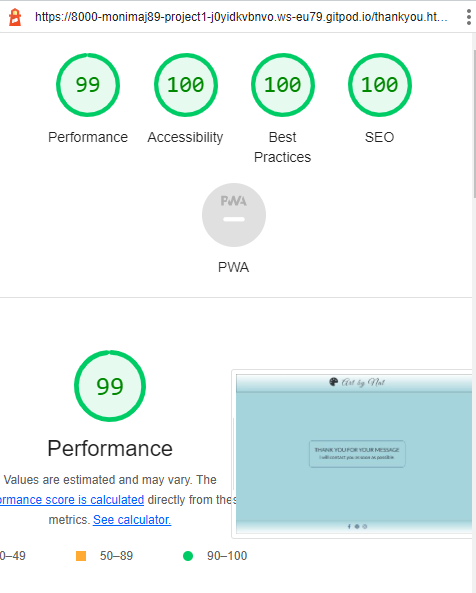 https://8000-monimaj89-project1-j0yidkvbnvo.ws-eu79.gitpod.io/thankyou.ht...
99 100 100 100
Performance Accessibility Best Practices SEO
PWA
PWA
99
Performance
Values are estimated and may vary. The
ormance score is calculated directly from thes
metrics. See calculator.
0–49 50–89 90–100
Art by Nat
THANK YOU FOR YOUR MESSAGE
I will contact you as soon as possible